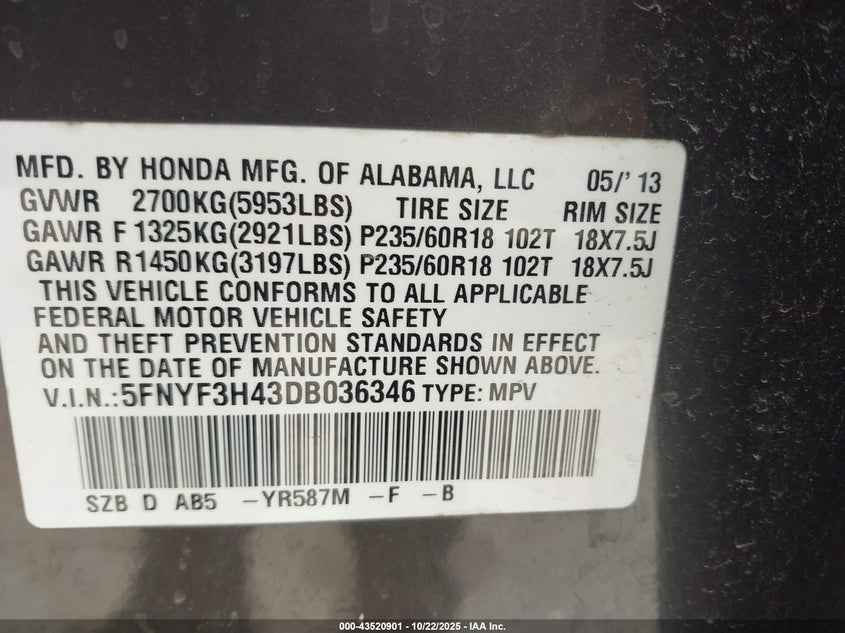 MFD. BY HONDA MFG. OF ALABAMA, LLC 05/' 13
GVWR 2700KG(5953LBS) TIRE SIZE RIM SIZE
GAWR F 1325KG(2921LBS) P235/60R18 102T 18X7.5J
GAWR R1450KG(3197LBS) P235/60R18 102T 18X7.5J
THIS VEHICLE CONFORMS TO ALL APPLICABLE
FEDERAL MOTOR VEHICLE SAFETY
AND THEFT PREVENTION STANDARDS IN EFFECT
ON THE DATE OF MANUFACTURE SHOWN ABOVE.
V.I.N.:5FNYF3H43DB036346 TYPE: MPV
SZB D AB5 -YR587M -F -B
000-43520901 - 10/22/2025 - IAA Inc.